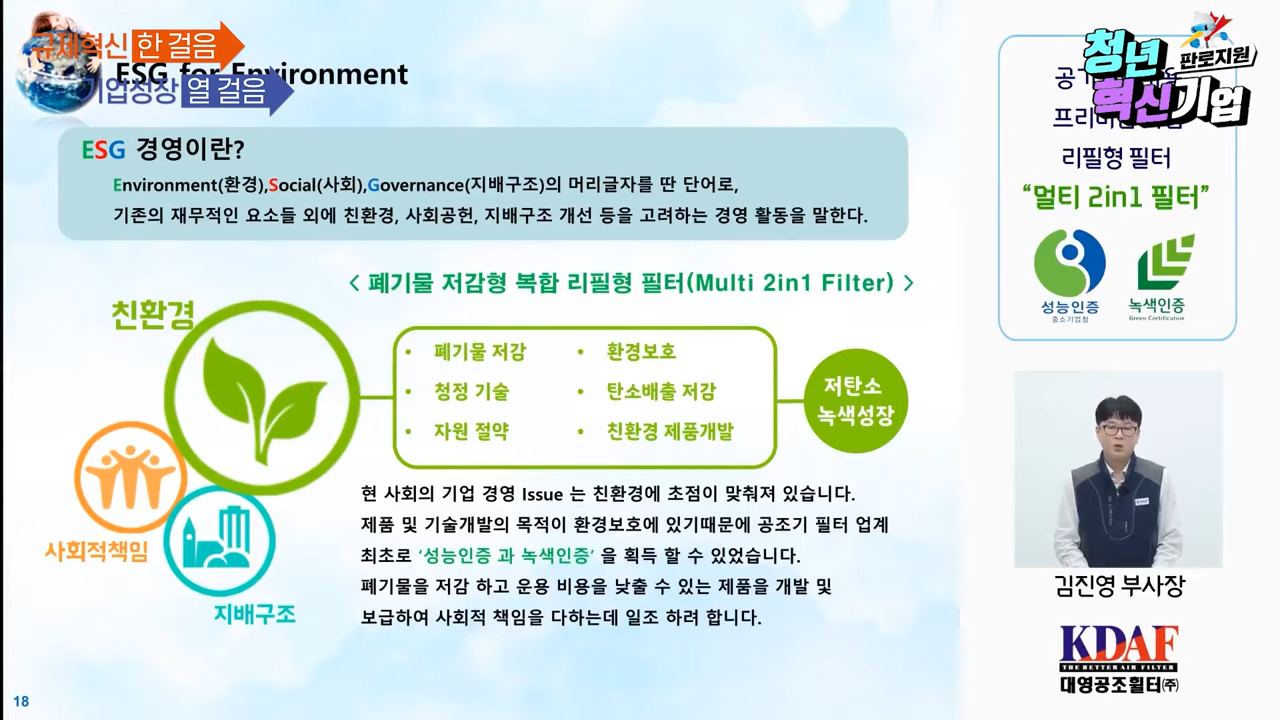 규제혁신 한 걸음
기업성장 열 걸음
ESG for Environment
ESG 경영이란?
Environment(환경),Social(사회),Governance(지배구조)의 머리글자를 딴 단어로,
기존의 재무적인 요소들 외에 친환경, 사회공헌, 지배구조 개선 등을 고려하는 경영 활동을 말한다.
< 폐기물 저감형 복합 리필형 필터(Multi 2in1 Filter) >
친환경
사회적책임
지배구조
• 폐기물 저감
• 청정 기술
• 자원 절약
• 환경보호
• 탄소배출 저감
• 친환경 제품개발
저탄소
녹색성장
현 사회의 기업 경영 Issue 는 친환경에 초점이 맞춰져 있습니다.
제품 및 기술개발의 목적이 환경보호에 있기때문에 공조기 필터 업계
최초로 ‘성능인증 과 녹색인증’ 을 획득 할 수 있었습니다.
폐기물을 저감 하고 운용 비용을 낮출 수 있는 제품을 개발 및
보급하여 사회적 책임을 다하는데 일조 하려 합니다.
18
청년
혁신기업
판로지원
리필형 필터
“멀티 2in1 필터”
성능인증
중소기업청
녹색인증
Green Certification
김진영 부사장
KDAF
THE BETTER AIR FILTER
대영공조휠터㈜